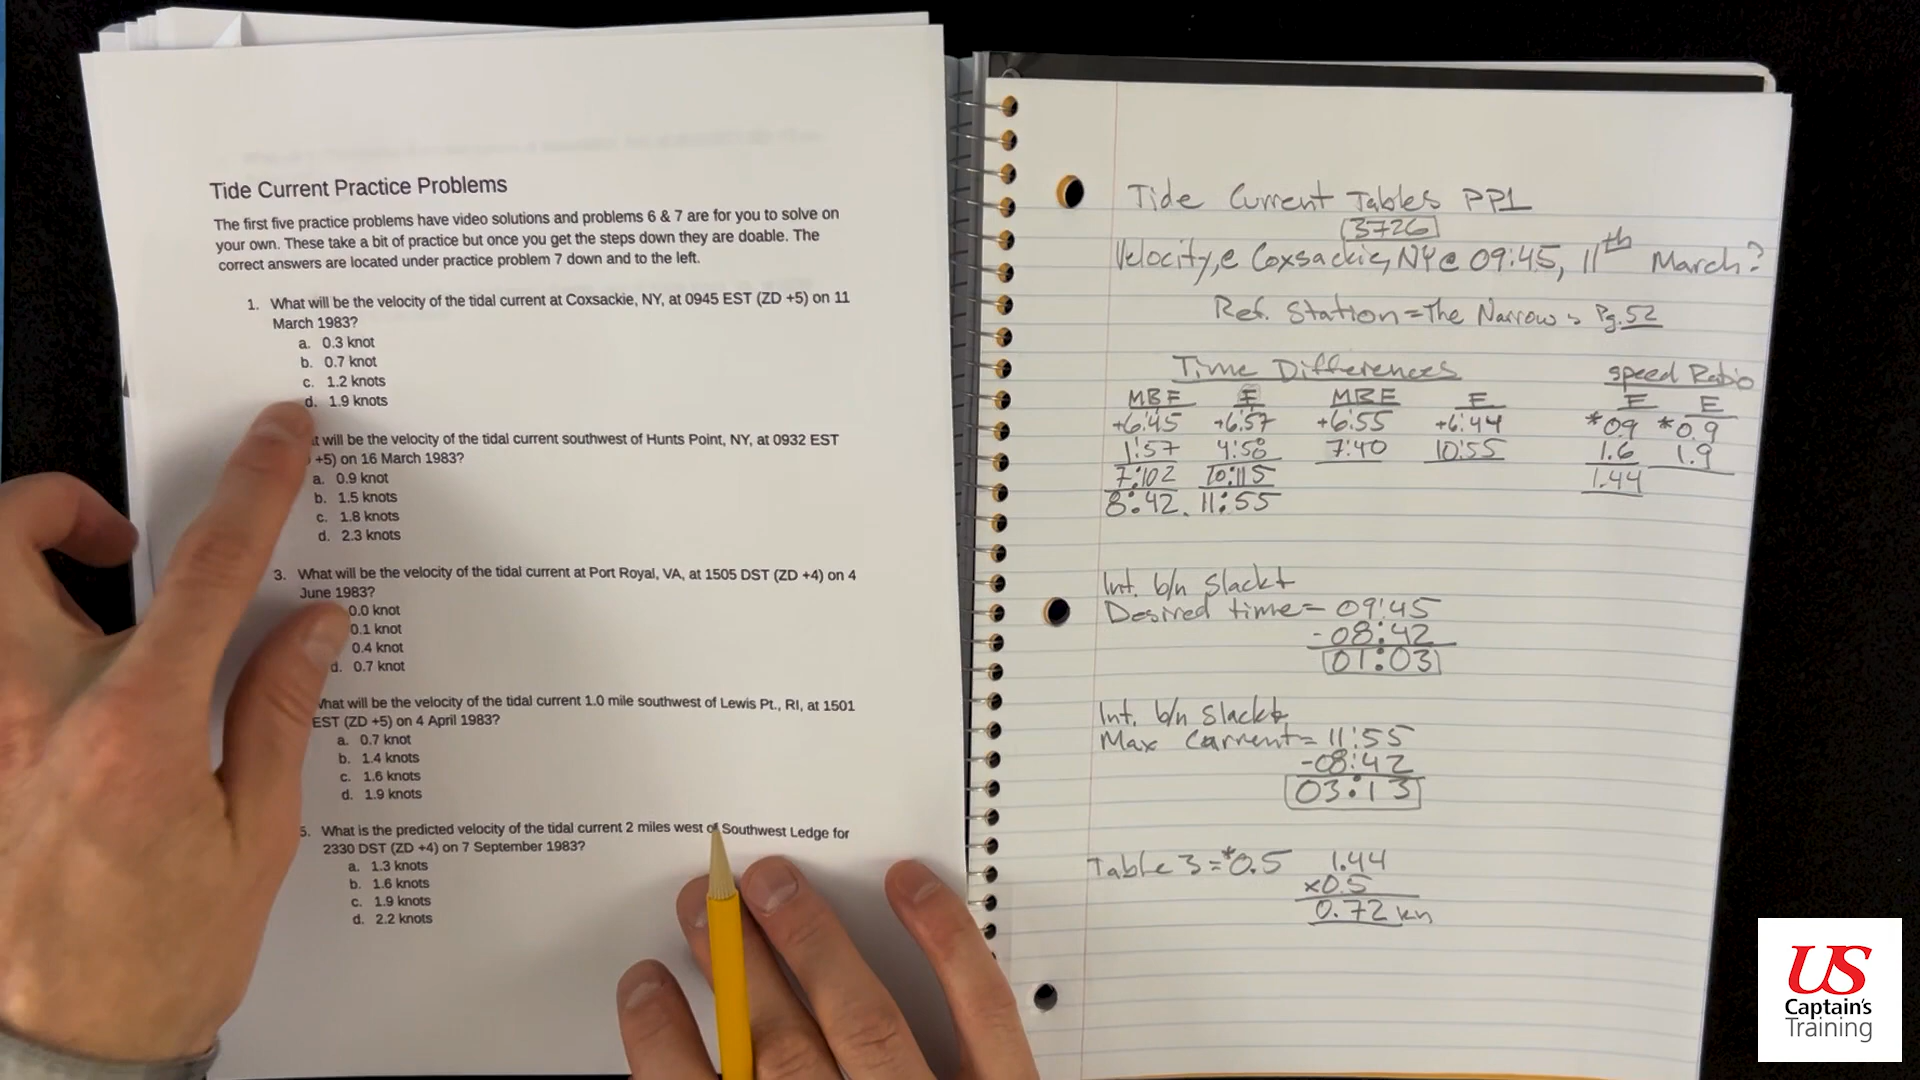 Tide Current Practice Problems
The first five practice problems have video solutions and problems 6 & 7 are for you to solve on
your own. These take a bit of practice but once you get the steps down they are doable. The
correct answers are located under practice problem 7 down and to the left.
1. What will be the velocity of the tidal current at Coxsackie, NY, at 0945 EST (ZD +5) on 11
March 1983?
a. 0.3 knot
b. 0.7 knot
c. 1.2 knots
d. 1.9 knots
will be the velocity of the tidal current southwest of Hunts Point, NY, at 0932 EST
+5) on 16 March 1983?
a. 0.9 knot
b. 1.5 knots
c. 1.8 knots
d. 2.3 knots
3. What will be the velocity of the tidal current at Port Royal, VA, at 1505 DST (ZD +4) on 4
June 1983?
0.0 knot
0.1 knot
0.4 knot
d. 0.7 knot
What will be the velocity of the tidal current 1.0 mile southwest of Lewis Pt., RI, at 1501
EST (ZD +5) on 4 April 1983?
a. 0.7 knot
b. 1.4 knots
c. 1.6 knots
d. 1.9 knots
5. What is the predicted velocity of the tidal current 2 miles west of Southwest Ledge for
2330 DST (ZD +4) on 7 September 1983?
a. 1.3 knots
b. 1.6 knots
c. 1.9 knots
d. 2.2 knots
Tide Current Tables PP1
3726
Velocity, @ Coxsackie, NY @ 09:45, 11th March?
Ref. Station = The Narrows Pg. 52
Time Differences speed Ratio
MBF F MBE E F E
+6:45 +6:57 +6:55 +6:44 *0.9 *0.9
1:57 4:58 7:40 10:55 1.6 1.9
7:102 10:115 1.44
8:42 11:55
Int. b/n slack +
Desired time = 09:45
-08:42
01:03
Int. b/n slack +
Max Current = 11:55
-08:42
03:13
Table 3 = *0.5 1.44
x0.5
0.72 kn
US
Captain's
Training